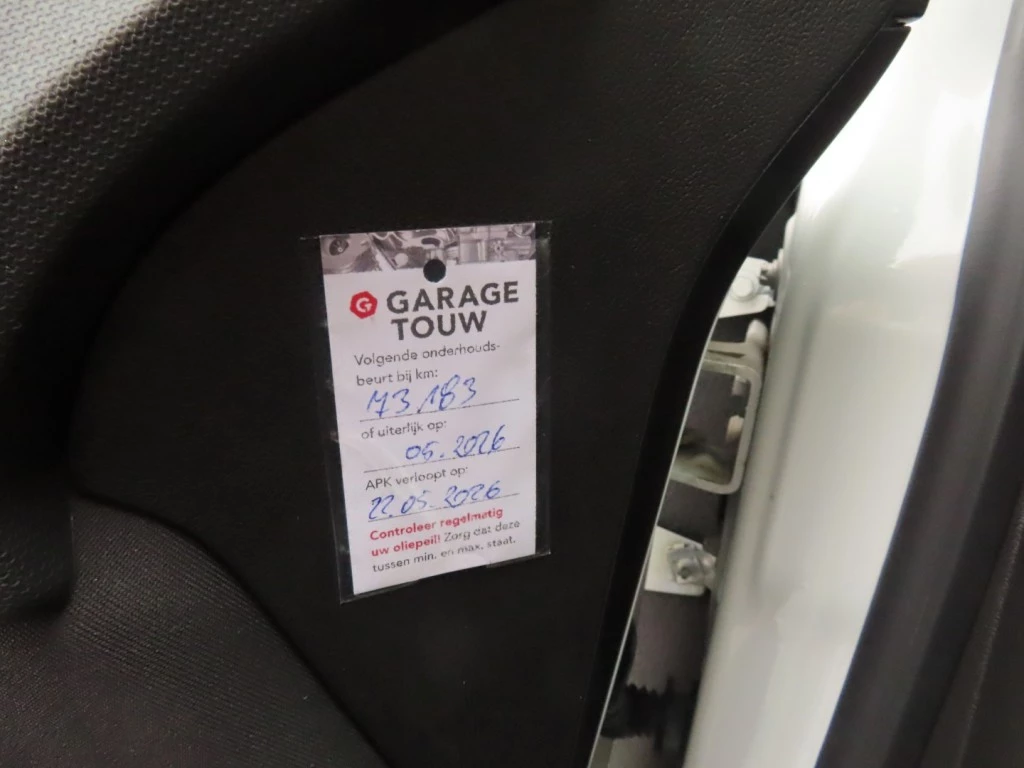 G GARAGE
TOUW
Volgende onderhouds-
beurt bij km:
173.183
of uiterlijk op:
05.2026
APK verloopt op:
22.05.2026
Controleer regelmatig
uw oliepeil! Zorg dat deze
tussen min. en max. staat.